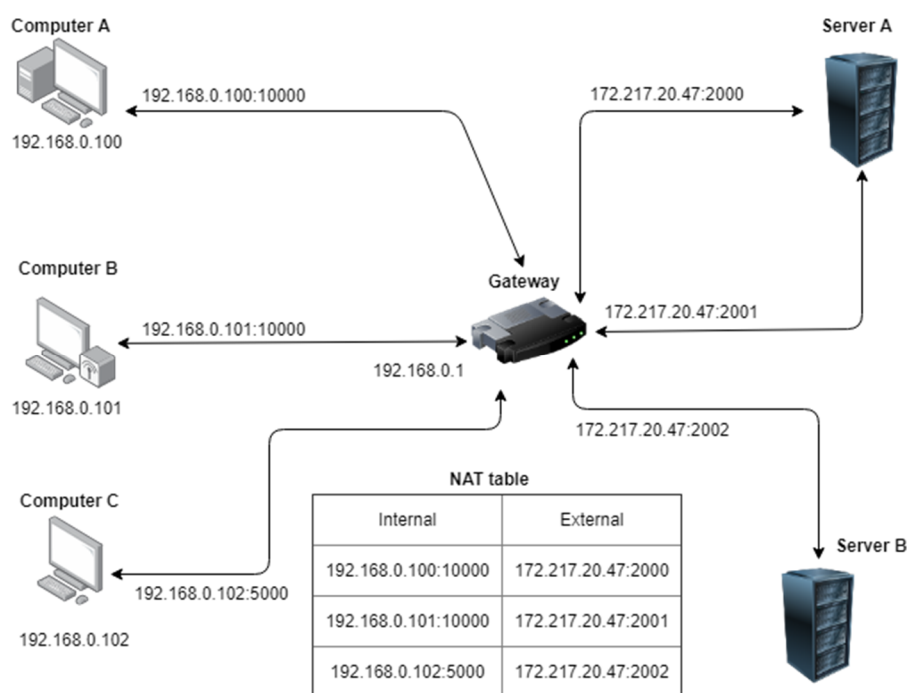 Computer A
Server A
192.168.0.100:10000
172.217.20.47:2000
192.168.0.100
Computer B
Gateway
192.168.0.101:10000
172.217.20.47:2001
192.168.0.1
192.168.0.101
172.217.20.47:2002
NAT table
Computer C
Internal External
Server B
192.168.0.100:10000 172.217.20.47:2000
192.168.0.102:5000
192.168.0.101:10000 172.217.20.47:2001
192.168.0.102
192.168.0.102:5000 172.217.20.47:2002